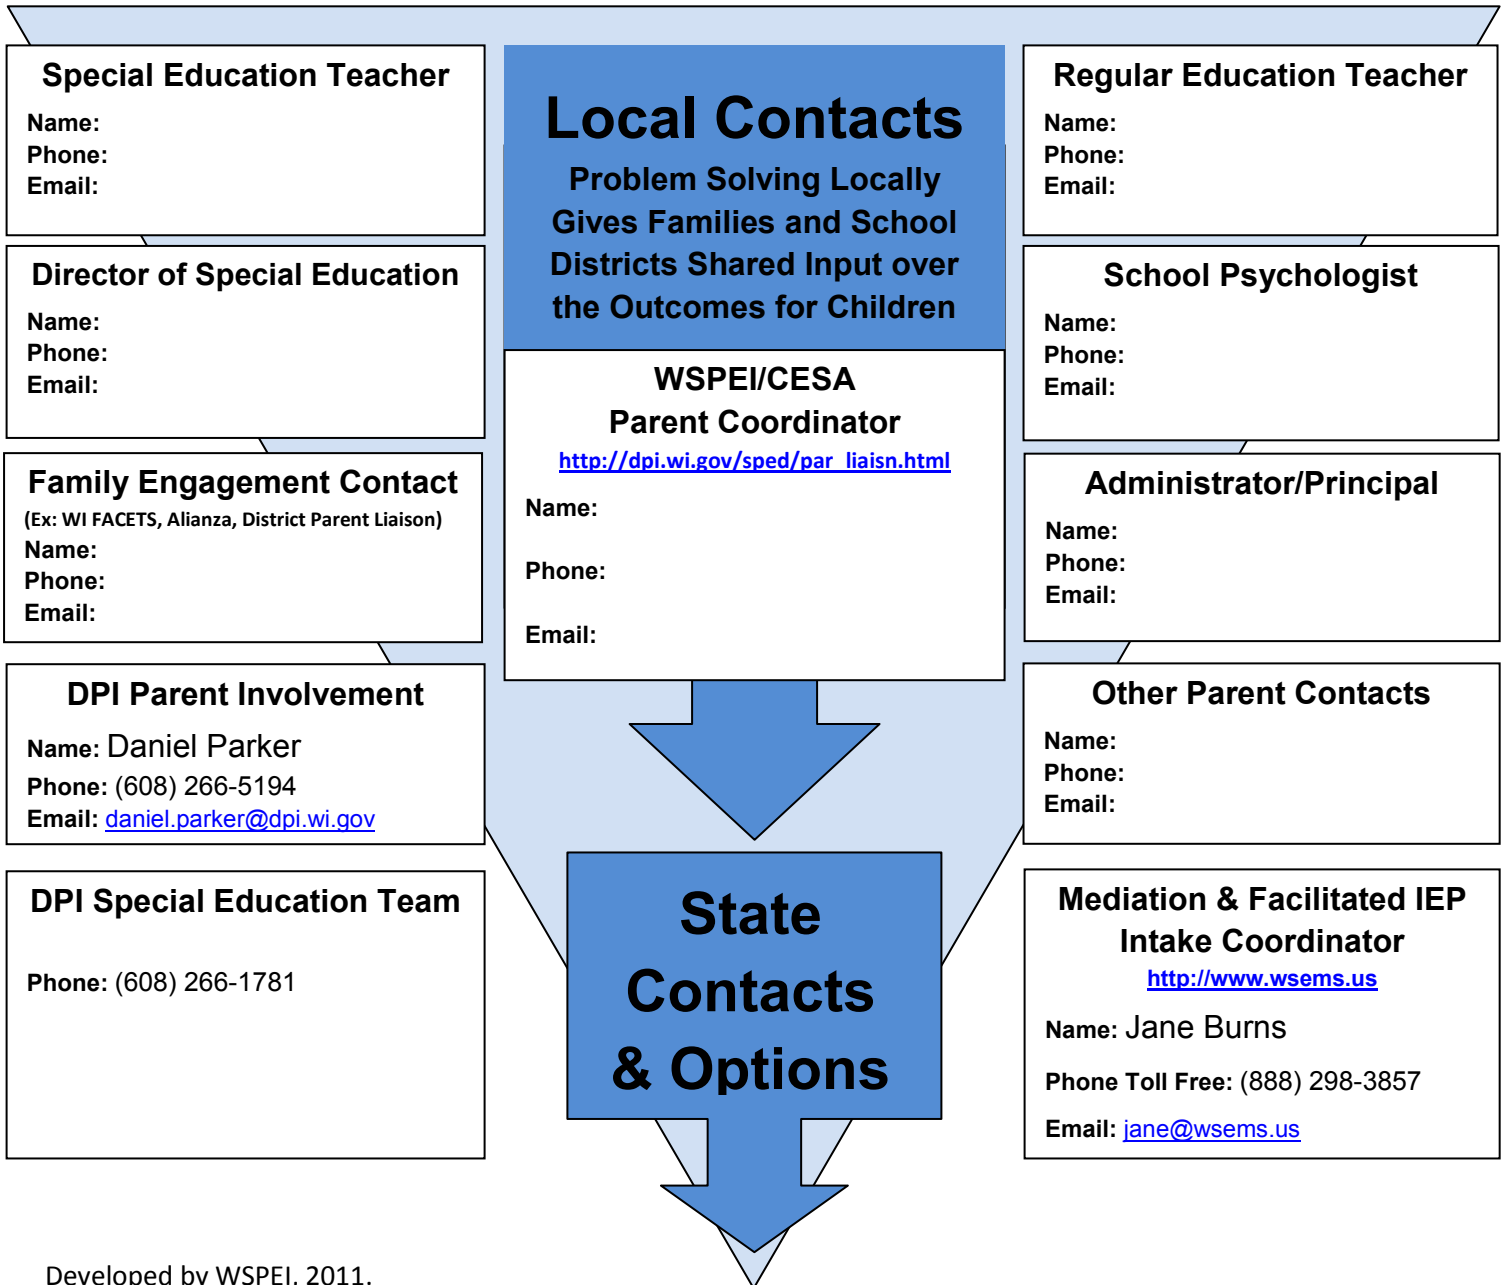 Special Education Teacher
Name:
Phone:
Email:
Local Contacts
Problem Solving Locally
Gives Families and School
Districts Shared Input over
the Outcomes for Children
Regular Education Teacher
Name:
Phone:
Email:
Director of Special Education
Name:
Phone:
Email:
School Psychologist
Name:
Phone:
Email:
WSPEI/CESA
Parent Coordinator
http://dpi.wi.gov/sped/par_liaisn.html
Name:
Phone:
Email:
Family Engagement Contact
(Ex: WI FACETS, Alianza, District Parent Liaison)
Name:
Phone:
Email:
Administrator/Principal
Name:
Phone:
Email:
DPI Parent Involvement
Name: Daniel Parker
Phone: (608) 266-5194
Email: daniel.parker@dpi.wi.gov
Other Parent Contacts
Name:
Phone:
Email:
DPI Special Education Team
Phone: (608) 266-1781
State
Contacts
& Options
Mediation & Facilitated IEP
Intake Coordinator
http://www.wsems.us
Name: Jane Burns
Phone Toll Free: (888) 298-3857
Email: jane@wsems.us
Developed by WSPEI, 2011.